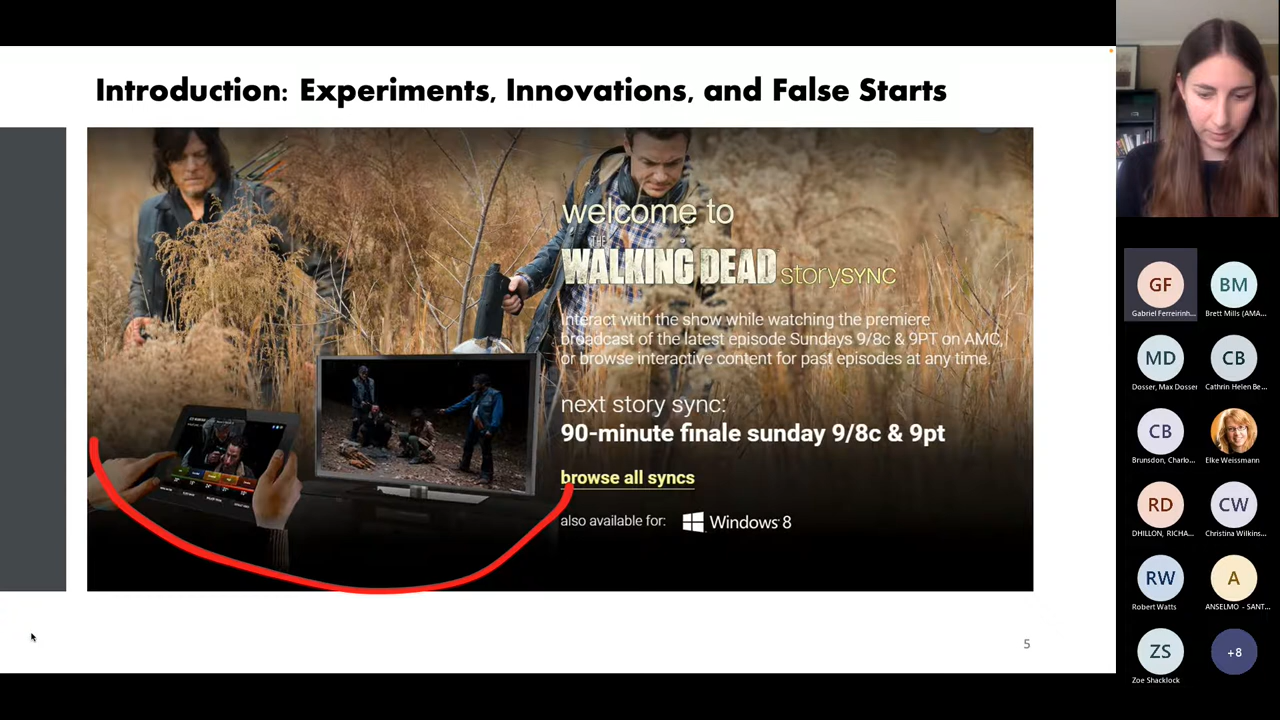 Introduction: Experiments, Innovations, and False Starts
welcome to
THE
WALKING DEAD storySYNC
Interact with the show while watching the premiere
broadcast of the latest episode Sundays 9/8c & 9PT on AMC,
or browse interactive content for past episodes at any time.
next story sync:
90-minute finale sunday 9/8c & 9pt
browse all syncs
also available for: Windows 8
5
GF
BM
Gabriel Ferreirinh...
Brett Mills (AMA...
MD
CB
Dosser, Max Dosser
Cathrin Helen Be...
CB
Brunsdon, Charlo...
Elke Weissmann
RD
CW
DHILLON, RICHA...
Christina Wilkins...
RW
A
Robert Watts
ANSELMO - SANT...
ZS
+8
Zoe Shacklock